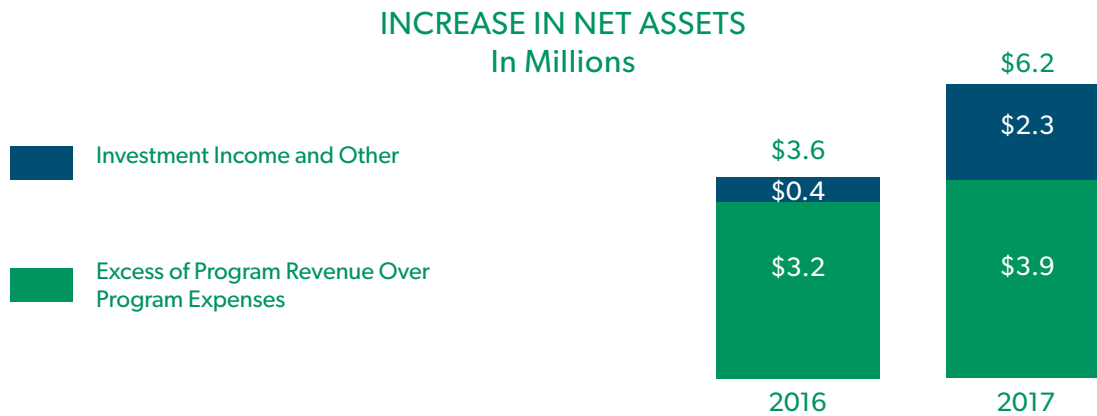 INCREASE IN NET ASSETS
In Millions
Investment Income and Other
Excess of Program Revenue Over
Program Expenses
$3.6
$0.4
$3.2
2016
$6.2
$2.3
$3.9
2017